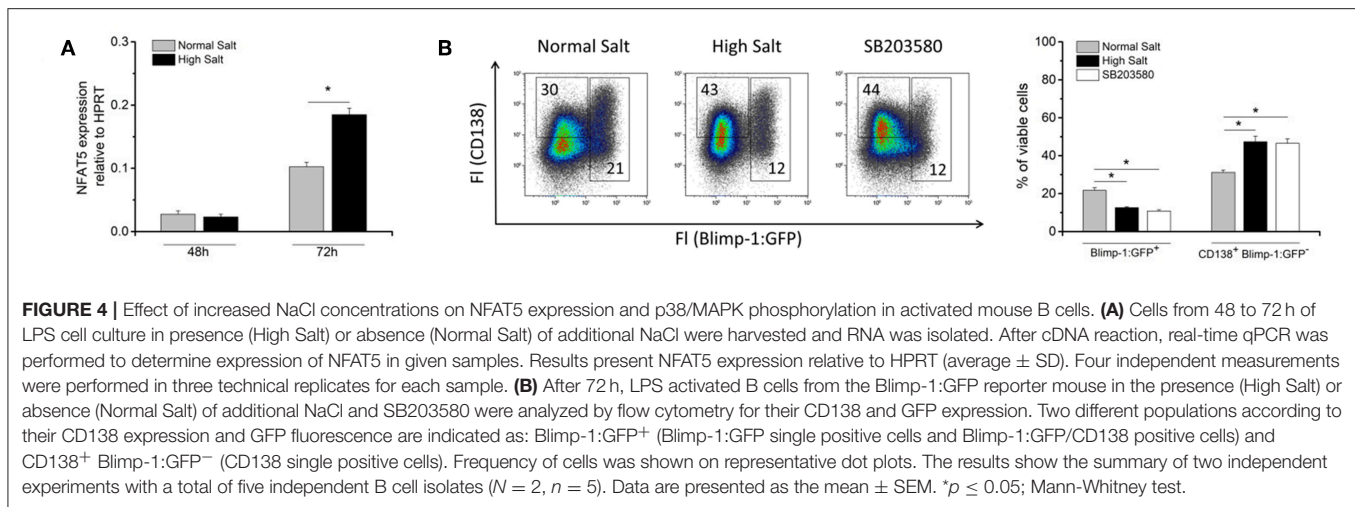 A
0.3
0.2
0.1
0.0
NFAT5 expression
relative to HPRT
Normal Salt
High Salt
*
48h
72h
B
Normal Salt
High Salt
SB203580
30
21
43
12
44
12
Fl (CD138)
Fl (Blimp-1:GFP)
100
80
60
40
20
0
% of viable cells
Normal Salt
High Salt
SB203580
*
*
*
*
Blimp-1:GFP⁺
CD138⁺ Blimp-1:GFP⁻
FIGURE 4 | Effect of increased NaCl concentrations on NFAT5 expression and p38/MAPK phosphorylation in activated mouse B cells. (A) Cells from 48 to 72 h of
LPS cell culture in presence (High Salt) or absence (Normal Salt) of additional NaCl were harvested and RNA was isolated. After cDNA reaction, real-time qPCR was
performed to determine expression of NFAT5 in given samples. Results present NFAT5 expression relative to HPRT (average ± SD). Four independent measurements
were performed in three technical replicates for each sample. (B) After 72 h, LPS activated B cells from the Blimp-1:GFP reporter mouse in the presence (High Salt) or
absence (Normal Salt) of additional NaCl and SB203580 were analyzed by flow cytometry for their CD138 and GFP expression. Two different populations according to
their CD138 expression and GFP fluorescence are indicated as: Blimp-1:GFP⁺ (Blimp-1:GFP single positive cells and Blimp-1:GFP/CD138 positive cells) and
CD138⁺ Blimp-1:GFP⁻ (CD138 single positive cells). Frequency of cells was shown on representative dot plots. The results show the summary of two independent
experiments with a total of five independent B cell isolates (N = 2, n = 5). Data are presented as the mean ± SEM. *p ≤ 0.05; Mann-Whitney test.